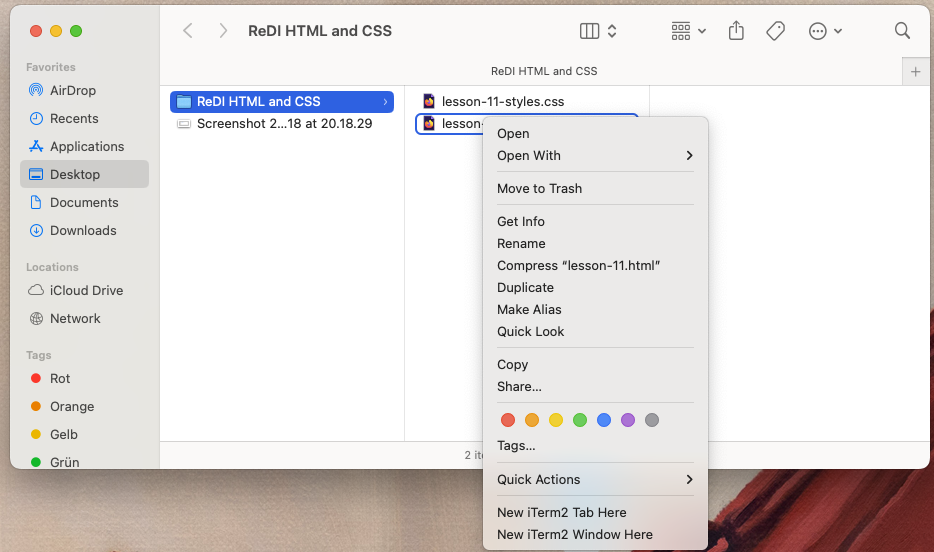 ReDI HTML and CSS
ReDI HTML and CSS
Favorites
AirDrop
Recents
Applications
Desktop
Documents
Downloads
Locations
iCloud Drive
Network
Tags
Rot
Orange
Gelb
Grün
ReDI HTML and CSS
Screenshot 2...18 at 20.18.29
lesson-11-styles.css
lesson-
2 ite
Open
Open With
Move to Trash
Get Info
Rename
Compress “lesson-11.html”
Duplicate
Make Alias
Quick Look
Copy
Share...
Tags...
Quick Actions
New iTerm2 Tab Here
New iTerm2 Window Here